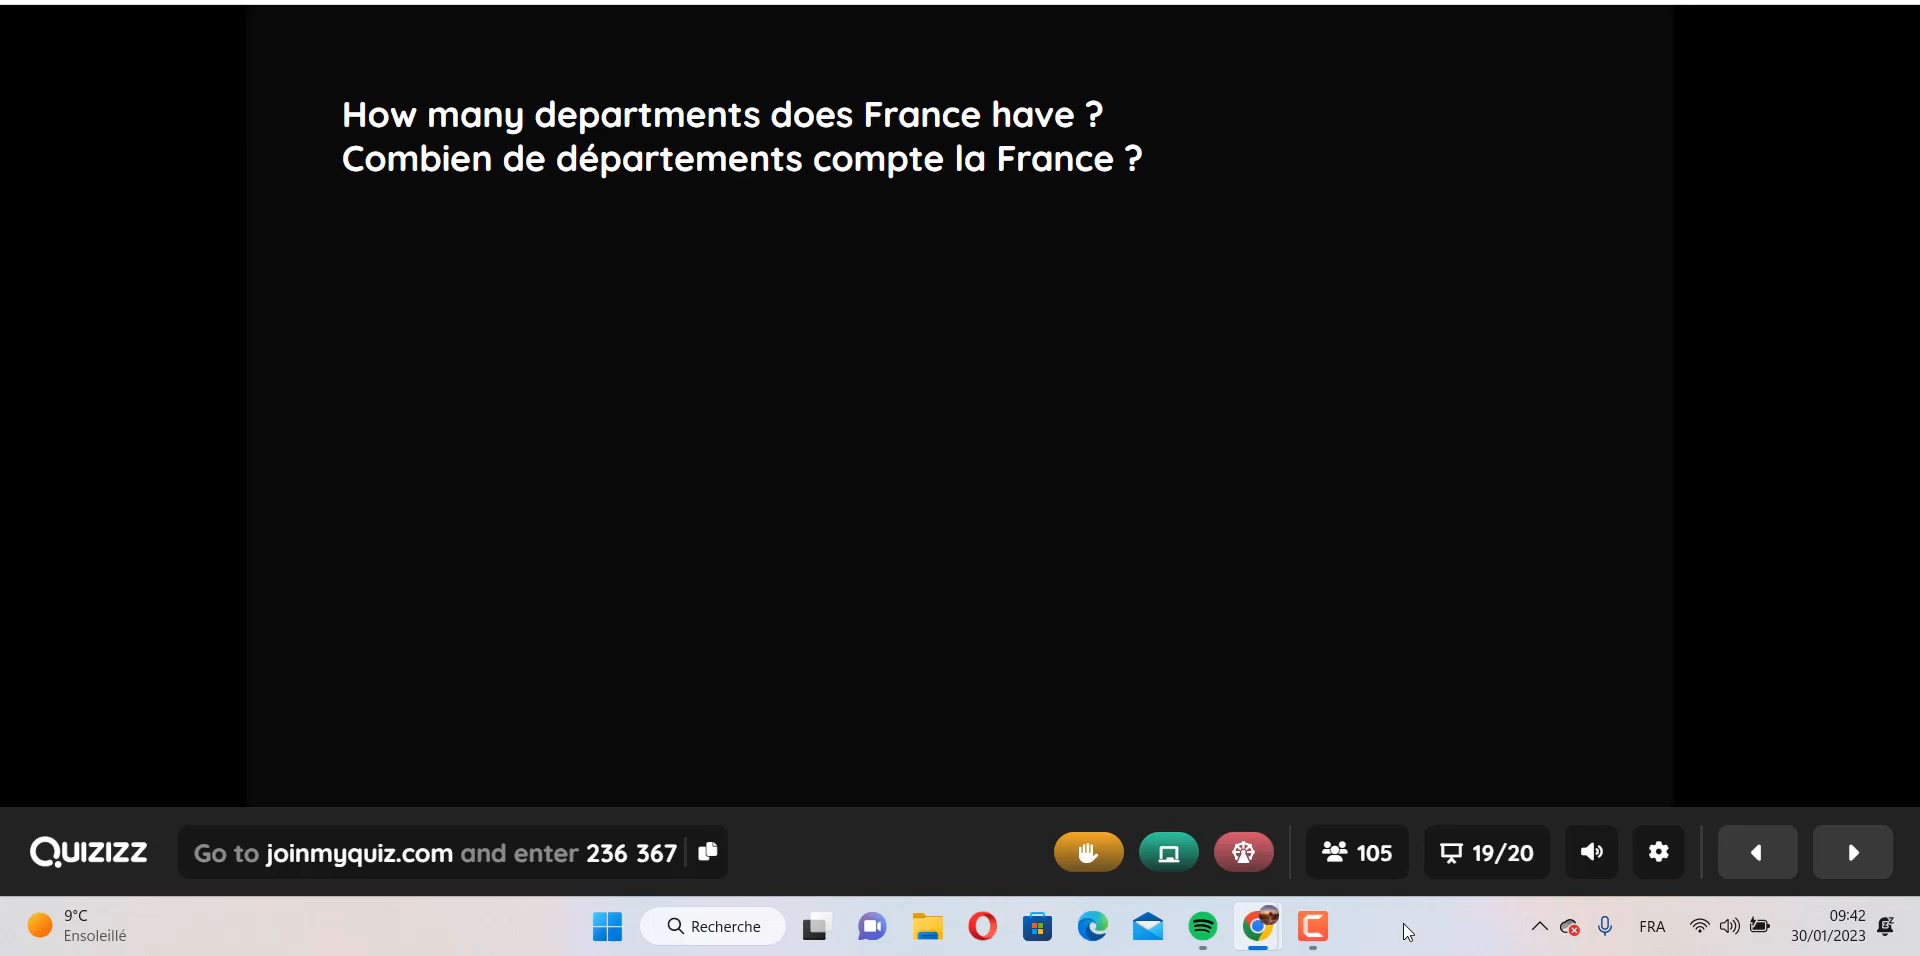 How many departments does France have ?
Combien de départements compte la France ?
QUIZIZZ
Go to joinmyquiz.com and enter 236 367
105
19/20
9°C
Ensoleillé
Recherche
FRA
09:42
30/01/2023